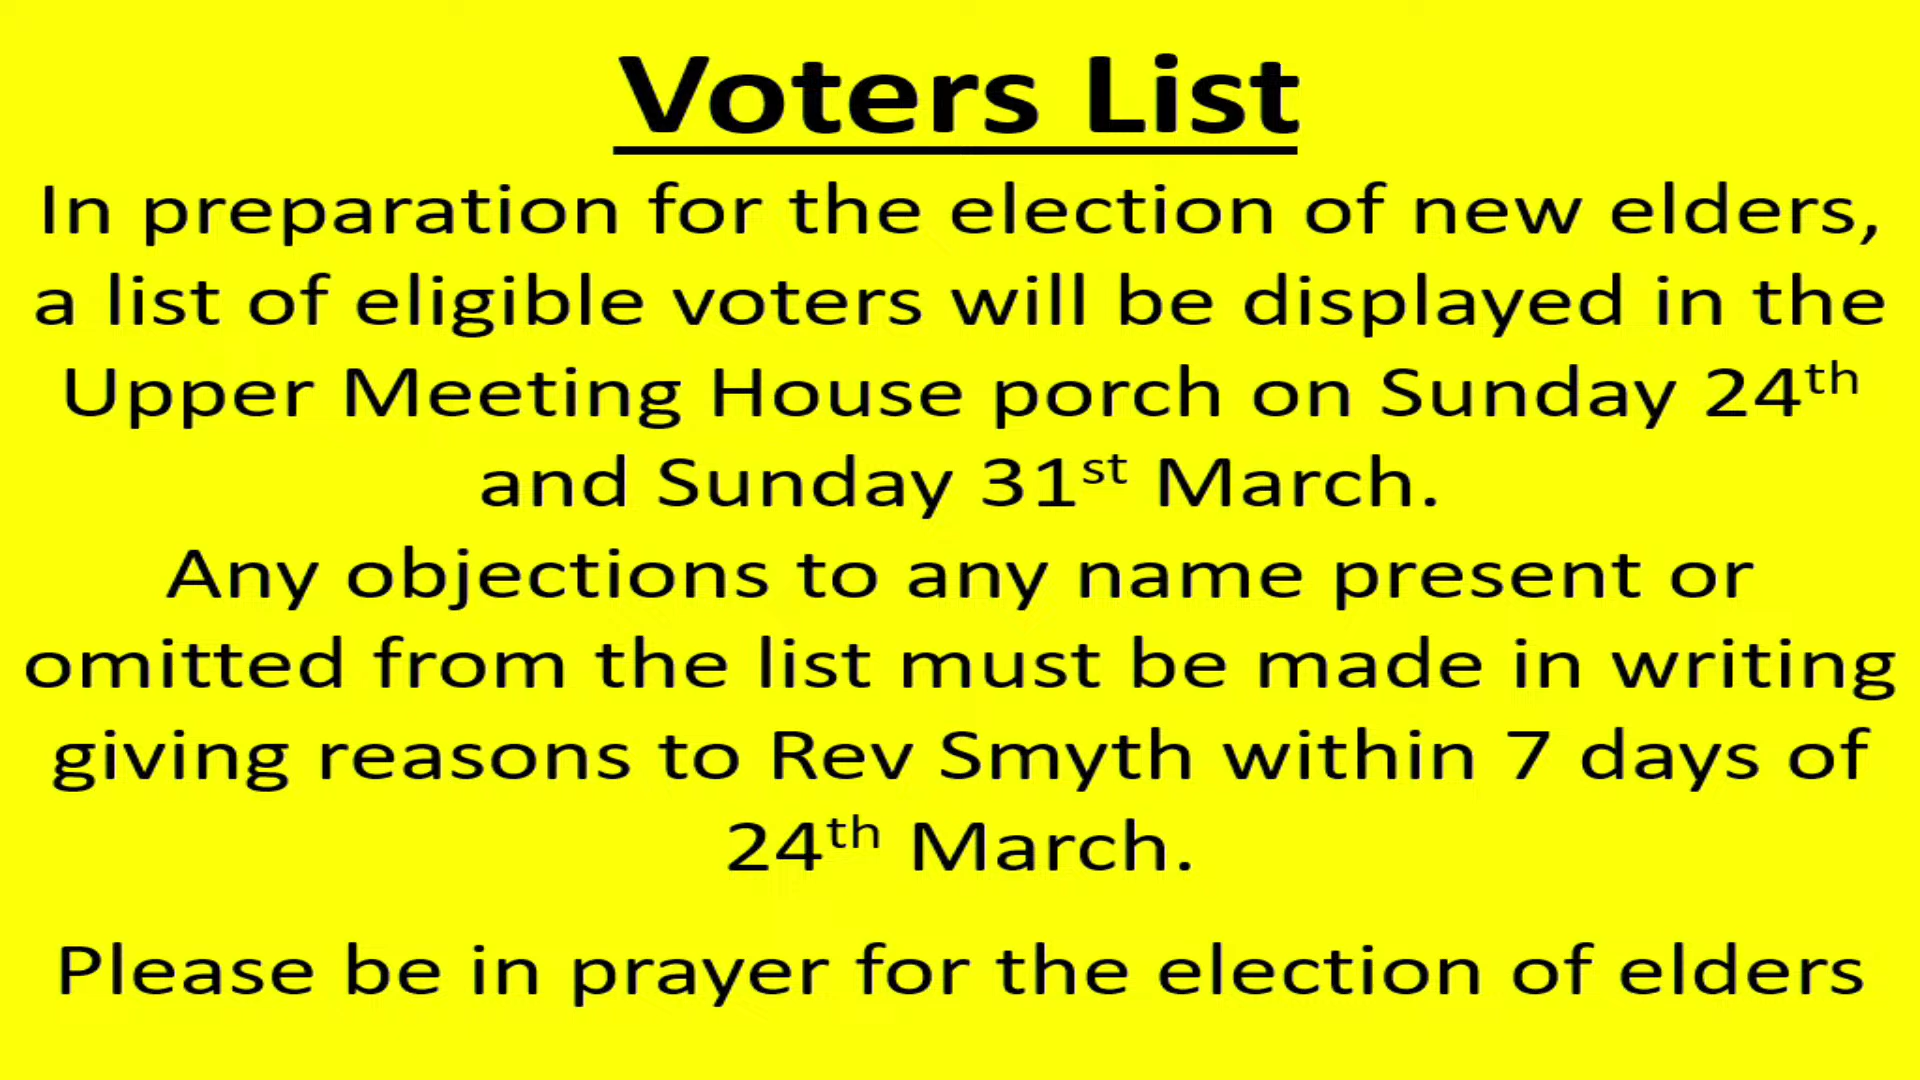 Voters List
In preparation for the election of new elders,
a list of eligible voters will be displayed in the
Upper Meeting House porch on Sunday 24th
and Sunday 31st March.
Any objections to any name present or
omitted from the list must be made in writing
giving reasons to Rev Smyth within 7 days of
24th March.
Please be in prayer for the election of elders